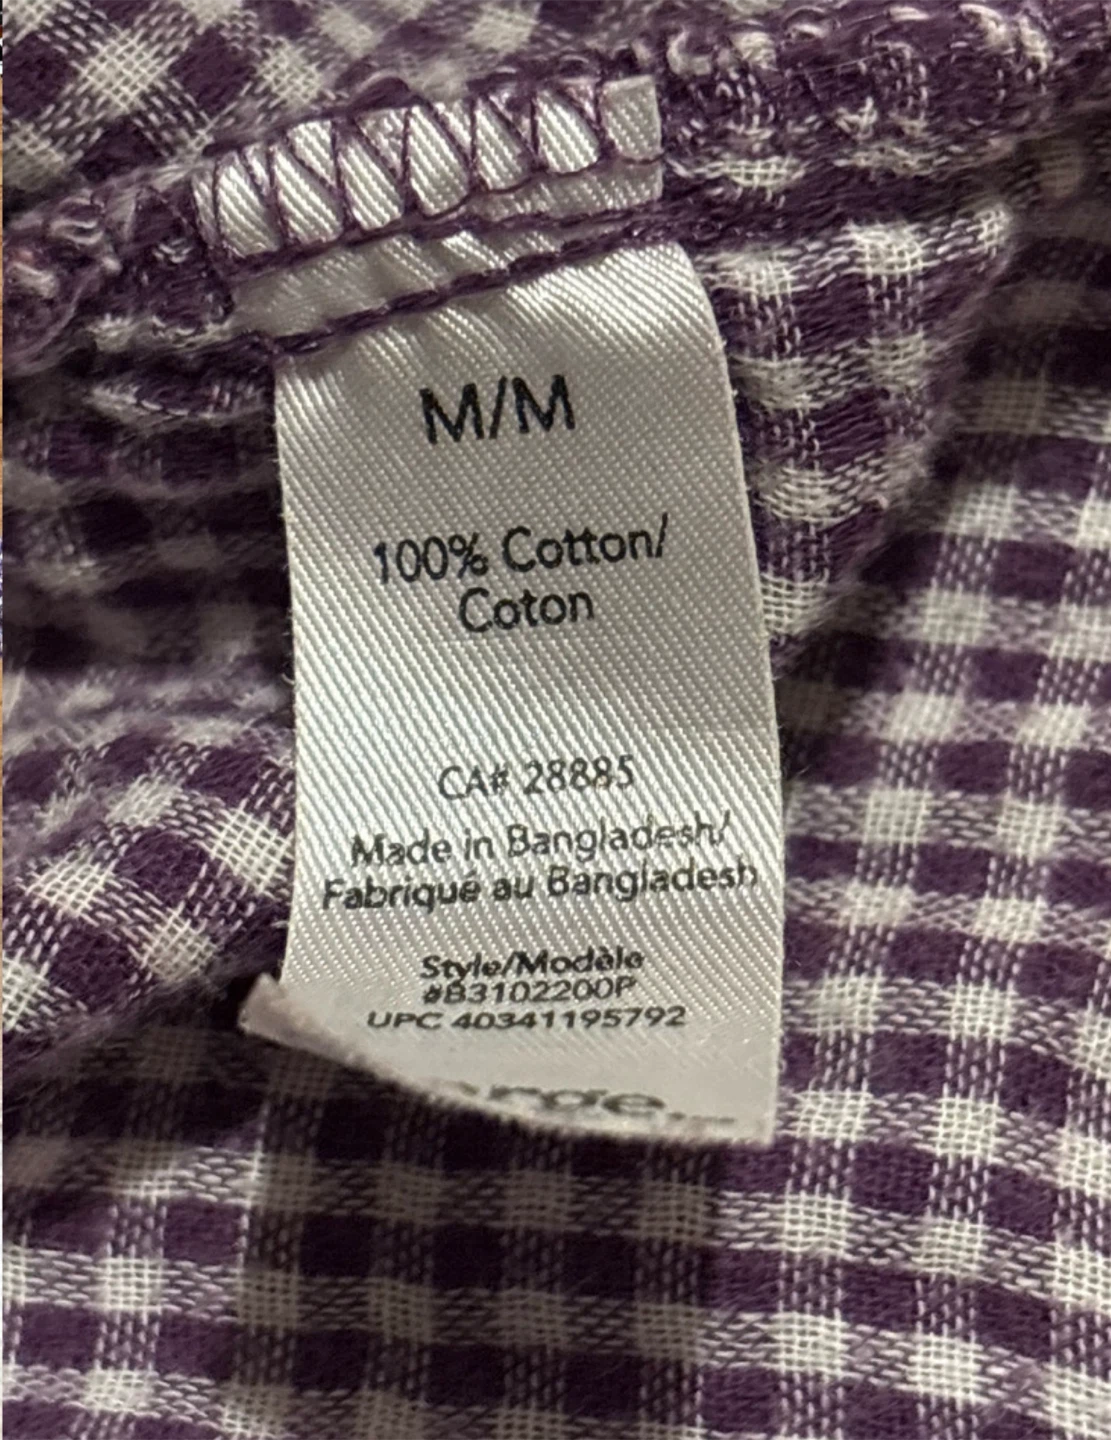 M/M
100% Cotton/
Coton
CA# 28885
Made in Bangladesh/
Fabriqué au Bangladesh
Style/Modèle
#B3102200P
UPC 40341195792